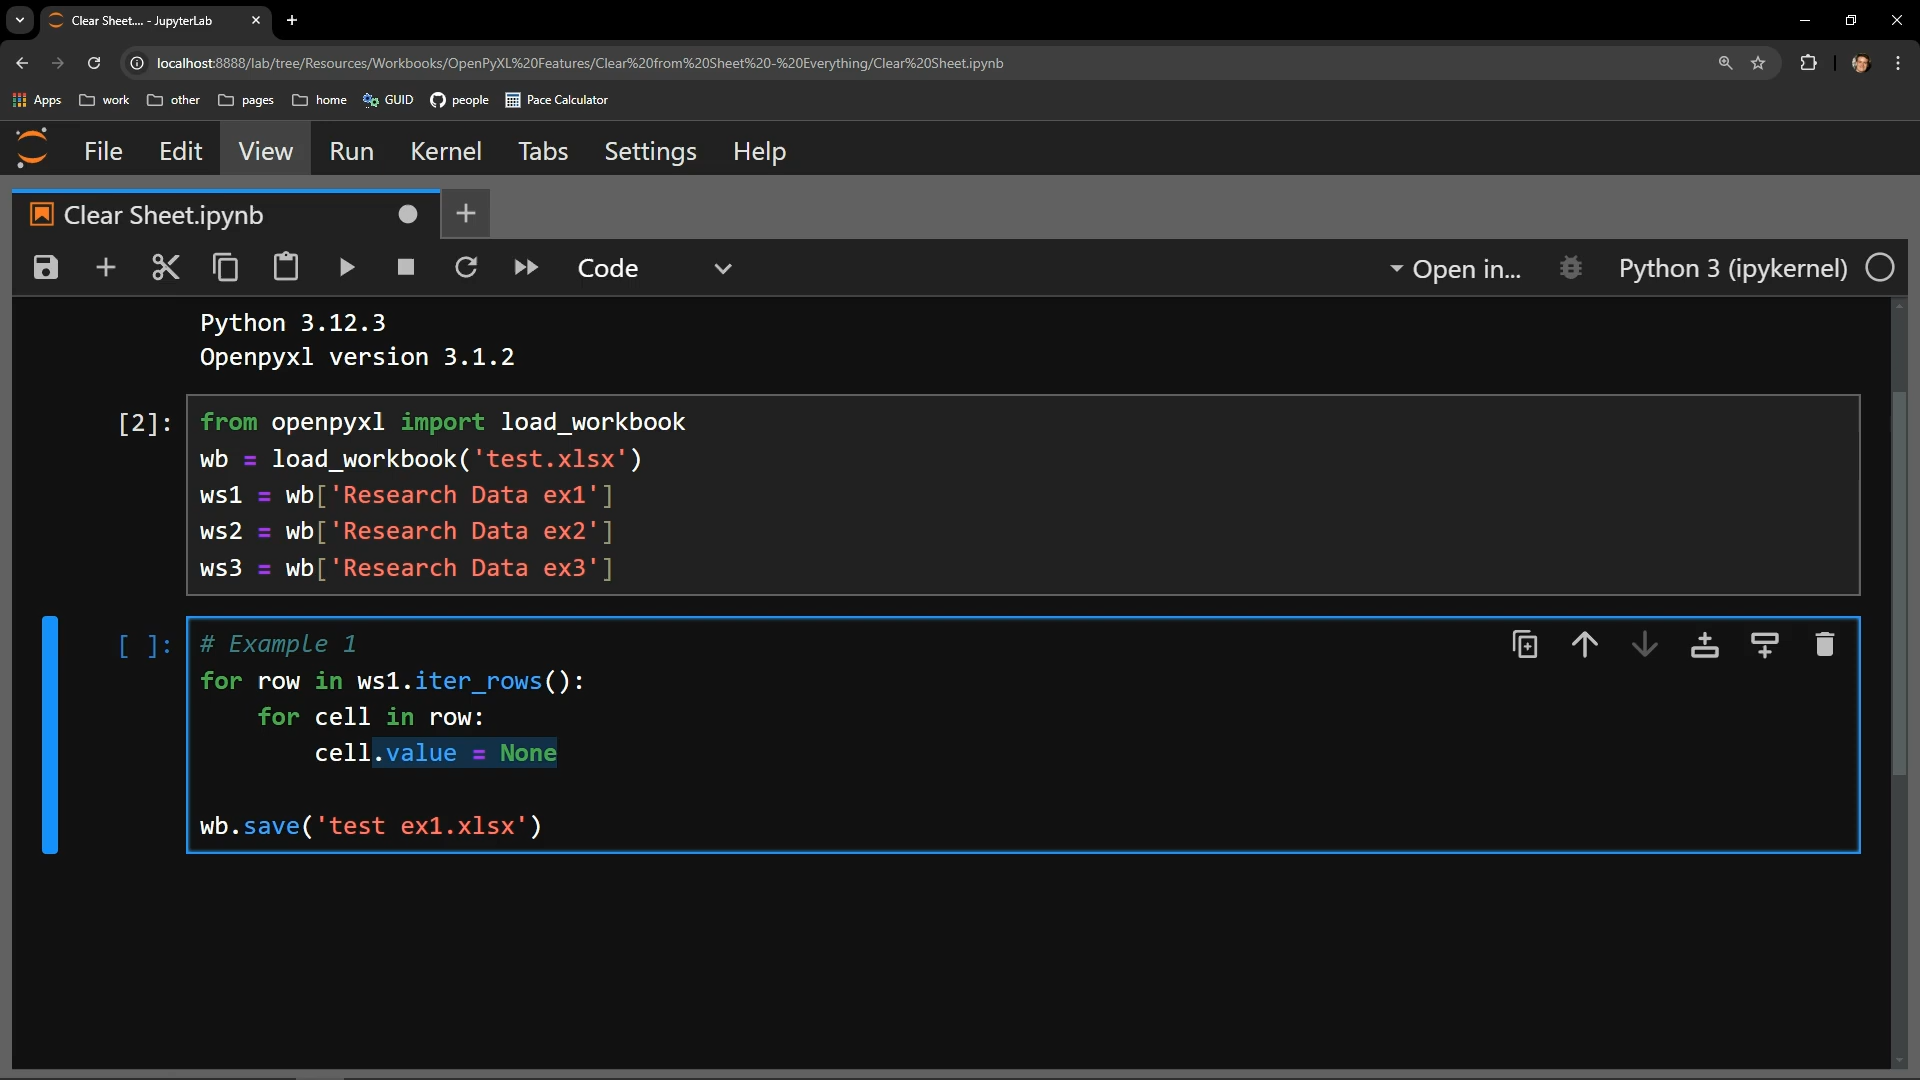 Clear Sheet.... - JupyterLab
localhost:8888/lab/tree/Resources/Workbooks/OpenPyXL%20Features/Clear%20from%20Sheet%20-%20Everything/Clear%20Sheet.ipynb
Apps work other pages home GUID people Pace Calculator
File Edit View Run Kernel Tabs Settings Help
Clear Sheet.ipynb
Code Open in... Python 3 (ipykernel)
Python 3.12.3
Openpyxl version 3.1.2
[2]: from openpyxl import load_workbook
wb = load_workbook('test.xlsx')
ws1 = wb['Research Data ex1']
ws2 = wb['Research Data ex2']
ws3 = wb['Research Data ex3']
[ ]: # Example 1
for row in ws1.iter_rows():
    for cell in row:
        cell.value = None
wb.save('test ex1.xlsx')